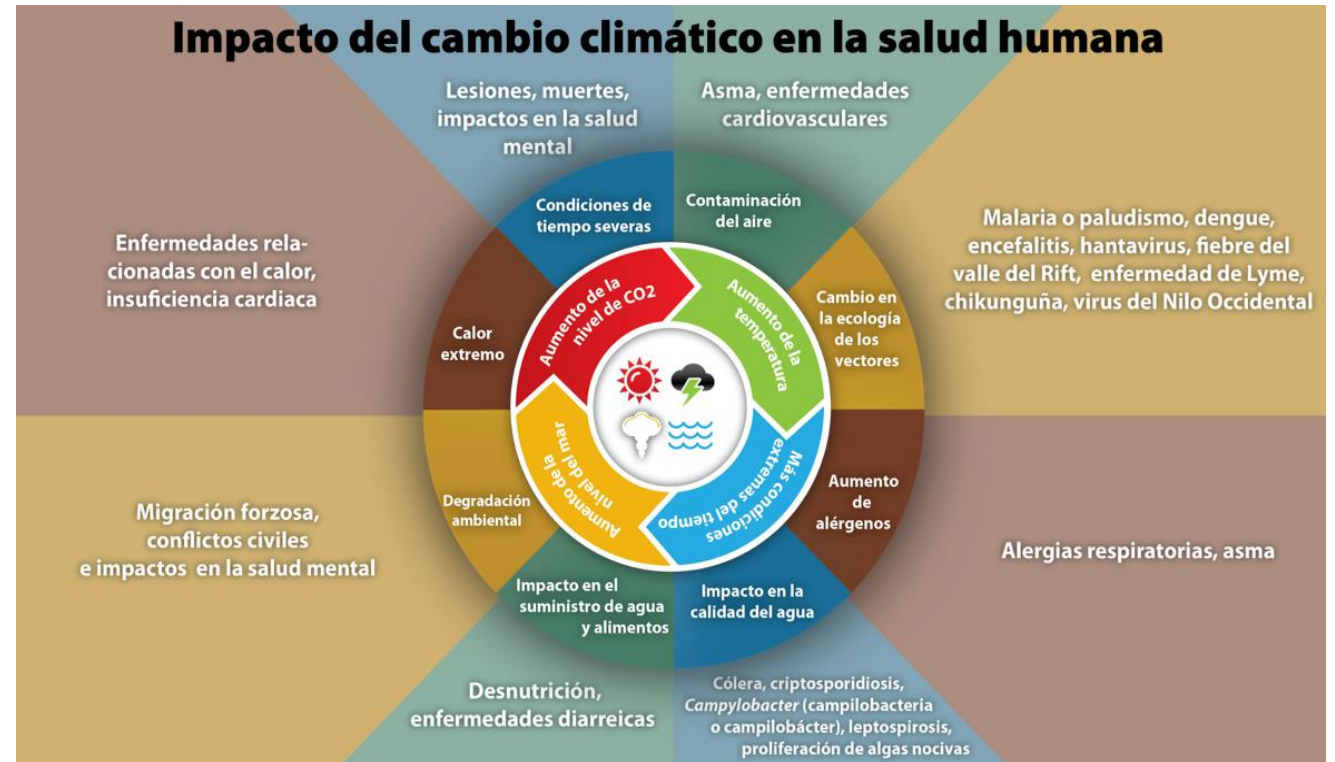 Impacto del cambio climático en la salud humana
Lesiones, muertes,
impactos en la salud
mental
Asma, enfermedades
cardiovasculares
Malaria o paludismo, dengue,
encefalitis, hantavirus, fiebre del
valle del Rift, enfermedad de Lyme,
chikunguña, virus del Nilo Occidental
Alergias respiratorias, asma
Cólera, criptosporidiosis,
Campylobacter (campilobacteria
o campilobácter), leptospirosis,
proliferación de algas nocivas
Desnutrición,
enfermedades diarreicas
Migración forzosa,
conflictos civiles
e impactos en la salud mental
Enfermedades rela-
cionadas con el calor,
insuficiencia cardiaca
Condiciones de
tiempo severas
Contaminación
del aire
Cambio en
la ecología
de los
vectores
Aumento
de
alérgenos
Impacto en la
calidad del agua
Impacto en el
suministro de agua
y alimentos
Degradación
ambiental
Calor
extremo
Aumento de la
nivel de CO2
Aumento de la
temperatura
Más condiciones
extremas del tiempo
Aumento de la
nivel del mar